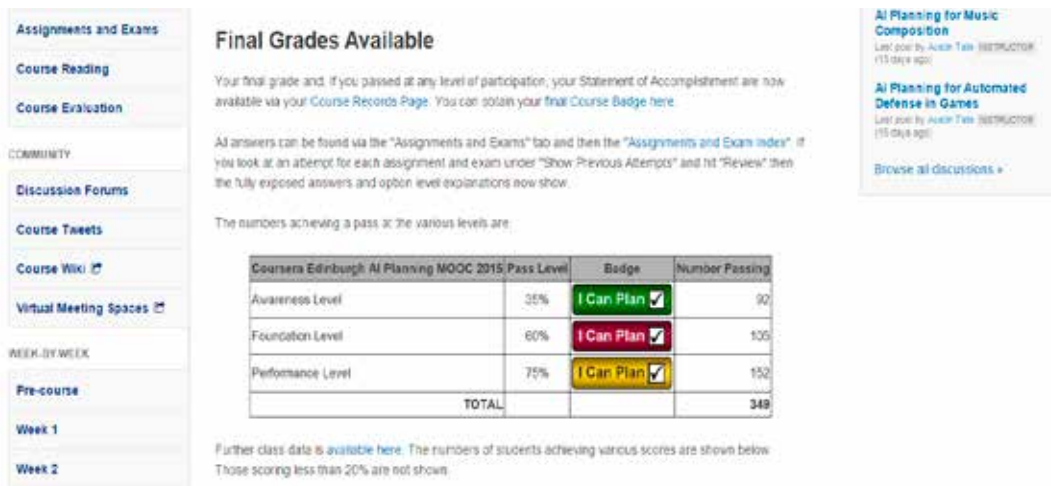 Assignments and Exams
Course Reading
Course Evaluation
COMMUNITY
Discussion Forums
Course Tweets
Course Wiki
Virtual Meeting Spaces
WEEK-BY-WEEK
Pre-course
Week 1
Week 2
Final Grades Available
Your final grade and, if you passed at any level of participation, your Statement of Accomplishment are now
available via your Course Records Page. You can obtain your final Course Badge here.
All answers can be found via the "Assignments and Exams" tab and then the "Assignments and Exam Index". If
you look at an attempt for each assignment and exam under "Show Previous Attempts" and hit "Review" then
the fully exposed answers and option level explanations now show.
The numbers achieving a pass at the various levels are:
Coursera Edinburgh AI Planning MOOC 2015 Pass Level Badge Number Passing
Awareness Level 35% I Can Plan 92
Foundation Level 60% I Can Plan 105
Performance Level 75% I Can Plan 152
TOTAL 349
Further class data is available here. The numbers of students achieving various scores are shown below.
Those scoring less than 20% are not shown.
AI Planning for Music
Composition
Last post by Austin Tate INSTRUCTOR
(15 days ago)
AI Planning for Automated
Defense in Games
Last post by Austin Tate INSTRUCTOR
(15 days ago)
Browse all discussions »